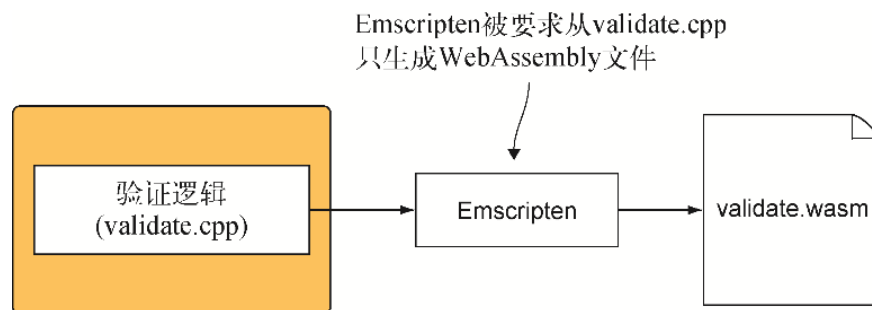 Emscripten被要求从validate.cpp
只生成WebAssembly文件
验证逻辑
(validate.cpp)
Emscripten
validate.wasm